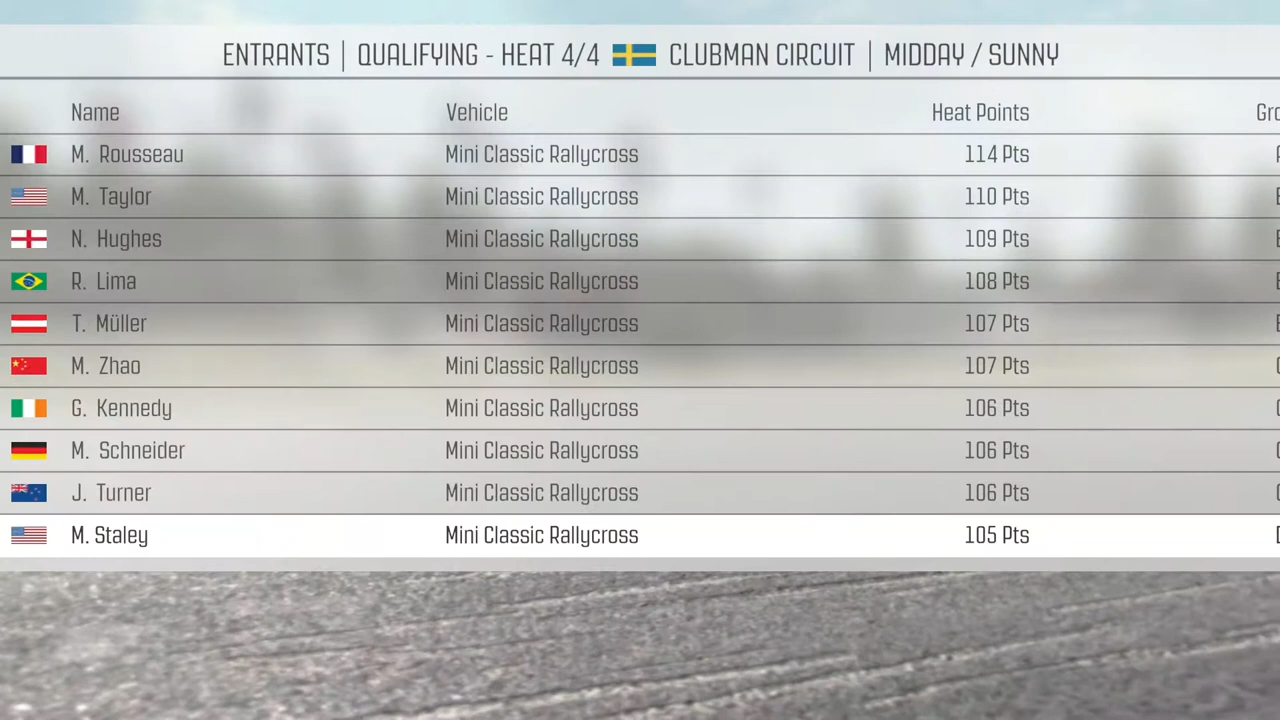 ENTRANTS | QUALIFYING - HEAT 4/4 CLUBMAN CIRCUIT | MIDDAY / SUNNY
Name Vehicle Heat Points
M. Rousseau Mini Classic Rallycross 114 Pts
M. Taylor Mini Classic Rallycross 110 Pts
N. Hughes Mini Classic Rallycross 109 Pts
R. Lima Mini Classic Rallycross 108 Pts
T. Müller Mini Classic Rallycross 107 Pts
M. Zhao Mini Classic Rallycross 107 Pts
G. Kennedy Mini Classic Rallycross 106 Pts
M. Schneider Mini Classic Rallycross 106 Pts
J. Turner Mini Classic Rallycross 106 Pts
M. Staley Mini Classic Rallycross 105 Pts